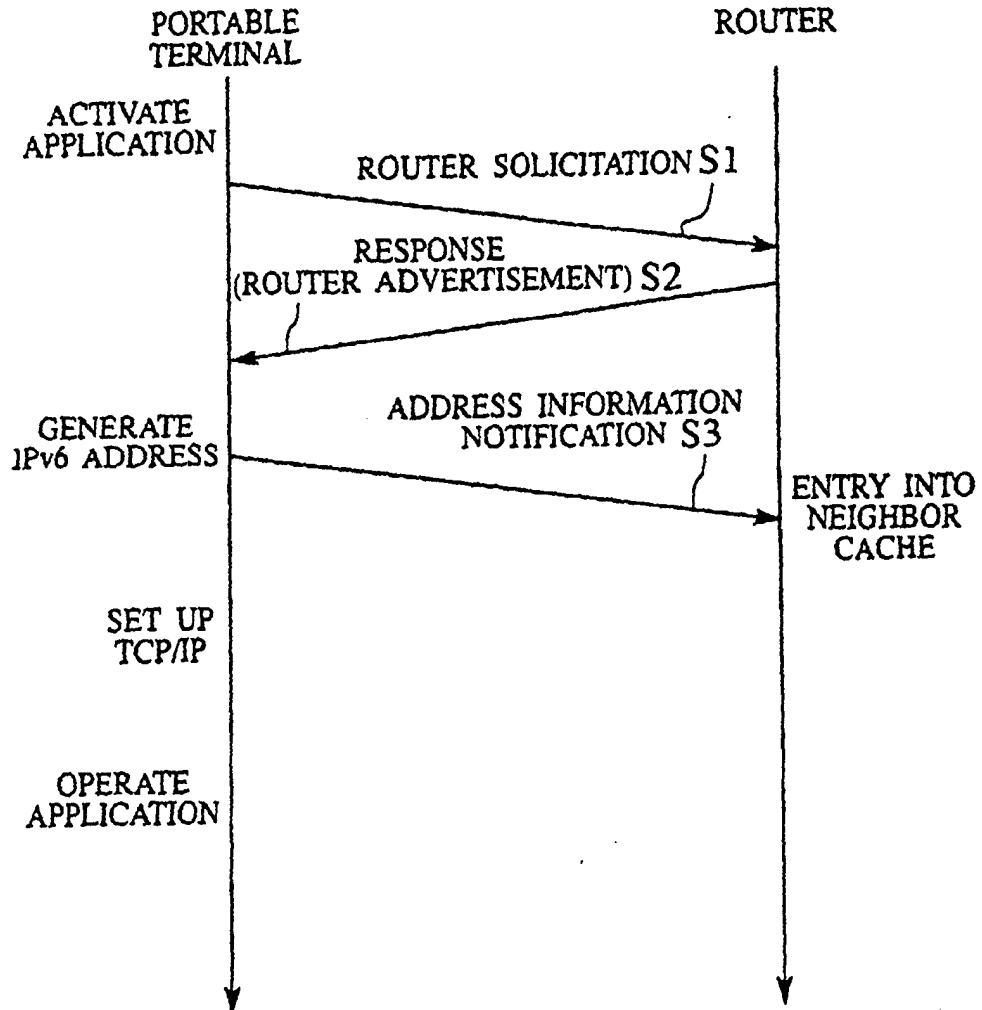 PORTABLE
TERMINAL
ROUTER
ACTIVATE
APPLICATION
ROUTER SOLICITATION S1
RESPONSE
(ROUTER ADVERTISEMENT) S2
GENERATE
IPv6 ADDRESS
ADDRESS INFORMATION
NOTIFICATION S3
ENTRY INTO
NEIGHBOR
CACHE
SET UP
TCP/IP
OPERATE
APPLICATION